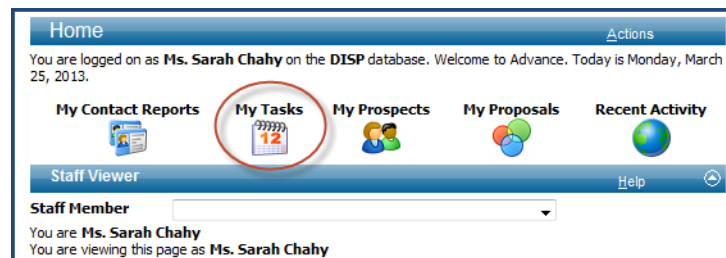 Home Actions
You are logged on as Ms. Sarah Chahy on the DISP database. Welcome to Advance. Today is Monday, March
25, 2013.
My Contact Reports My Tasks My Prospects My Proposals Recent Activity
12
Staff Viewer Help
Staff Member
You are Ms. Sarah Chahy
You are viewing this page as Ms. Sarah Chahy